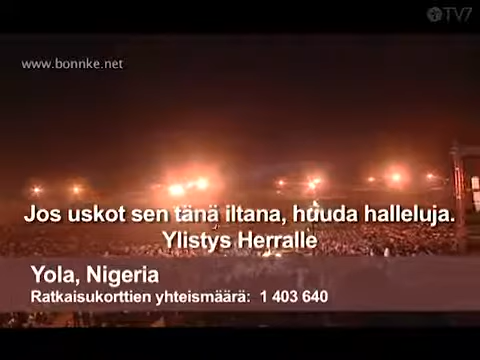 TV7
www.bonnke.net
Jos uskot sen tänä iltana, huuda halleluja.
Ylistys Herralle
Yola, Nigeria
Ratkaisukorttien yhteismäärä: 1 403 640